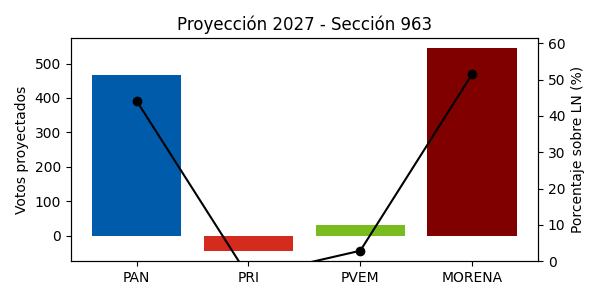 Proyección 2027 - Sección 963
Votos proyectados
500
400
300
200
100
0
60
50
40
30
20
10
0
Porcentaje sobre LN (%)
PAN
PRI
PVEM
MORENA